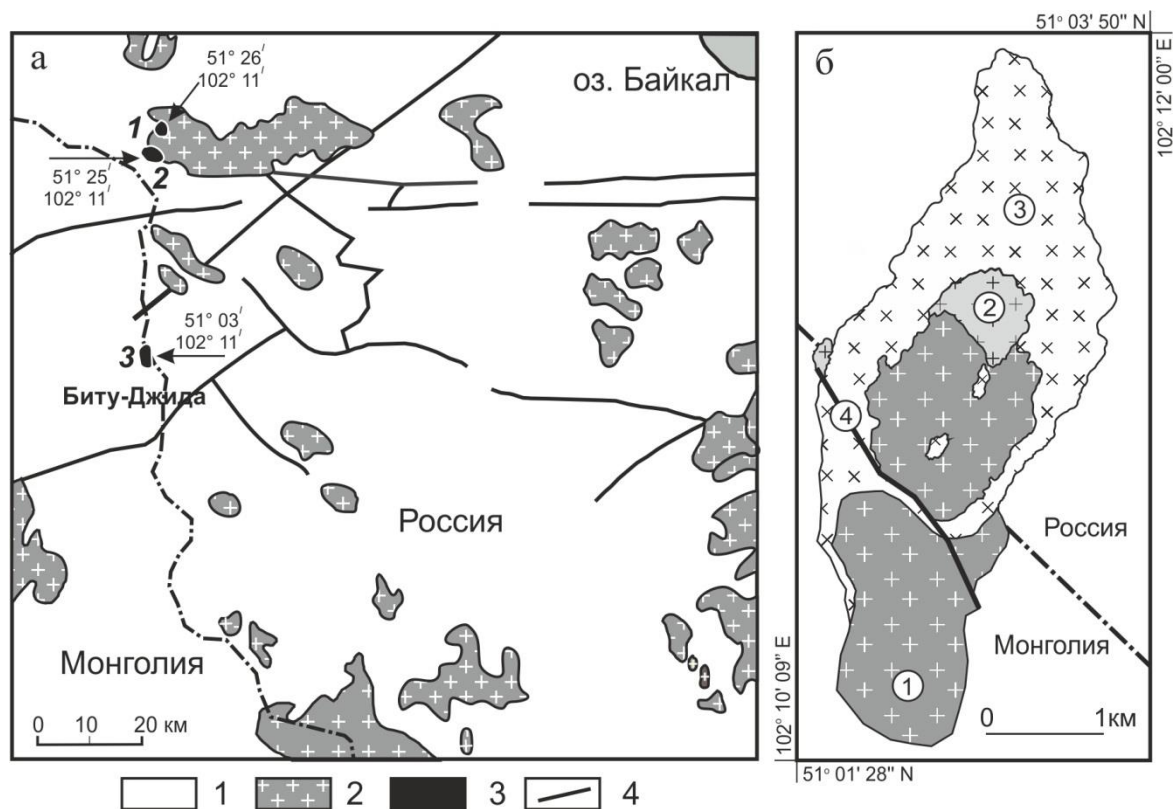 а
51° 26'
102° 11'
1
2
51° 25'
102° 11'
оз. Байкал
51° 03'
102° 11'
3
Биту-Джида
Россия
Монголия
0 10 20 км
51° 03' 50" N
102° 12' 00" E
б
3
2
4
1
Россия
Монголия
0 1км
102° 10' 09" E
51° 01' 28" N
1 2 3 4